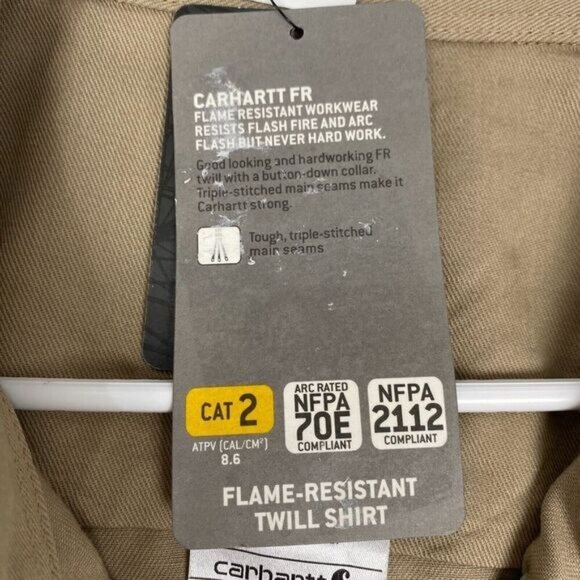 CARHARTT FR
FLAME RESISTANT WORKWEAR
RESISTS FLASH FIRE AND ARC
FLASH BUT NEVER HARD WORK.
Good looking and hardworking FR
twill with a button-down collar.
Triple-stitched main seams make it
Carhartt strong.
Tough, triple-stitched
main seams
CAT 2
ATPV (CAL/CM²)
8.6
ARC RATED
NFPA
70E
COMPLIANT
NFPA
2112
COMPLIANT
FLAME-RESISTANT
TWILL SHIRT
carhartt